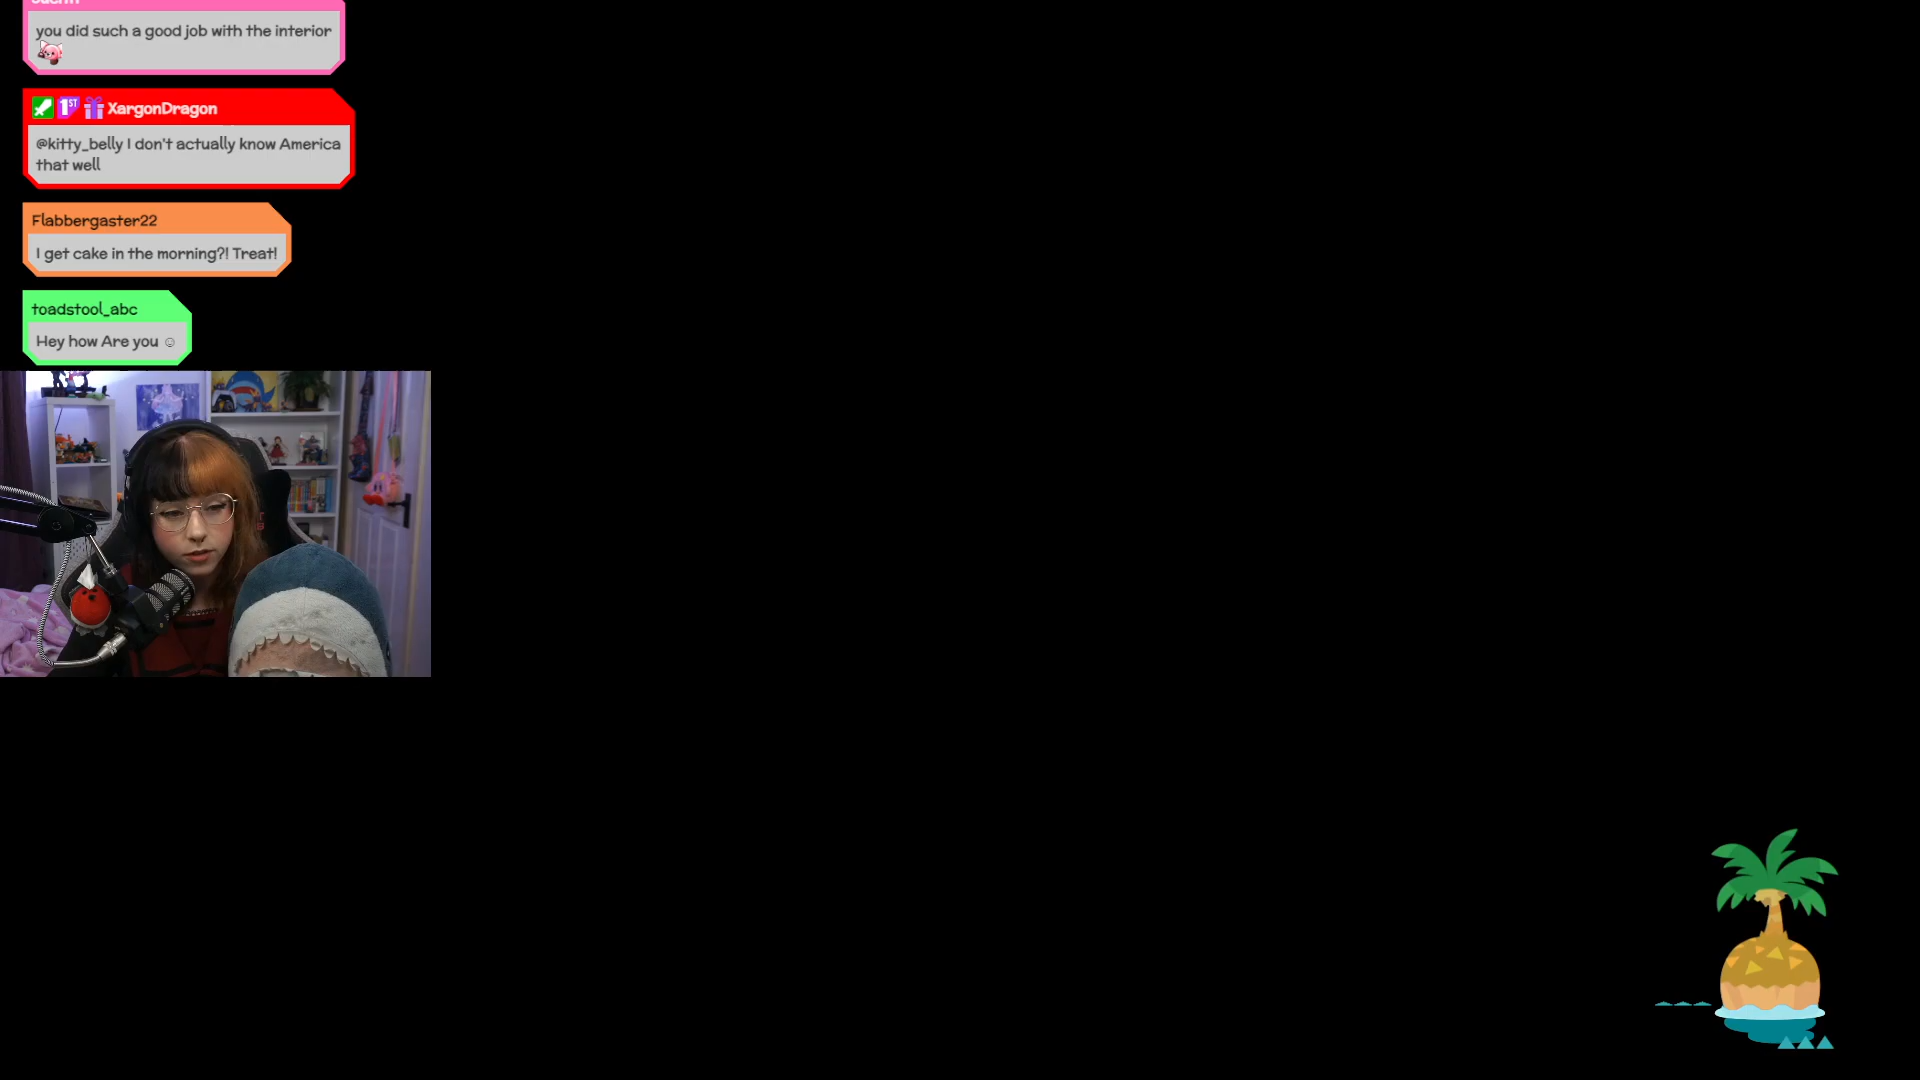 you did such a good job with the interior
1ST XargonDragon
@kitty_belly I don't actually know America
that well
Flabbergaster22
I get cake in the morning?! Treat!
toadstool_abc
Hey how Are you ☺